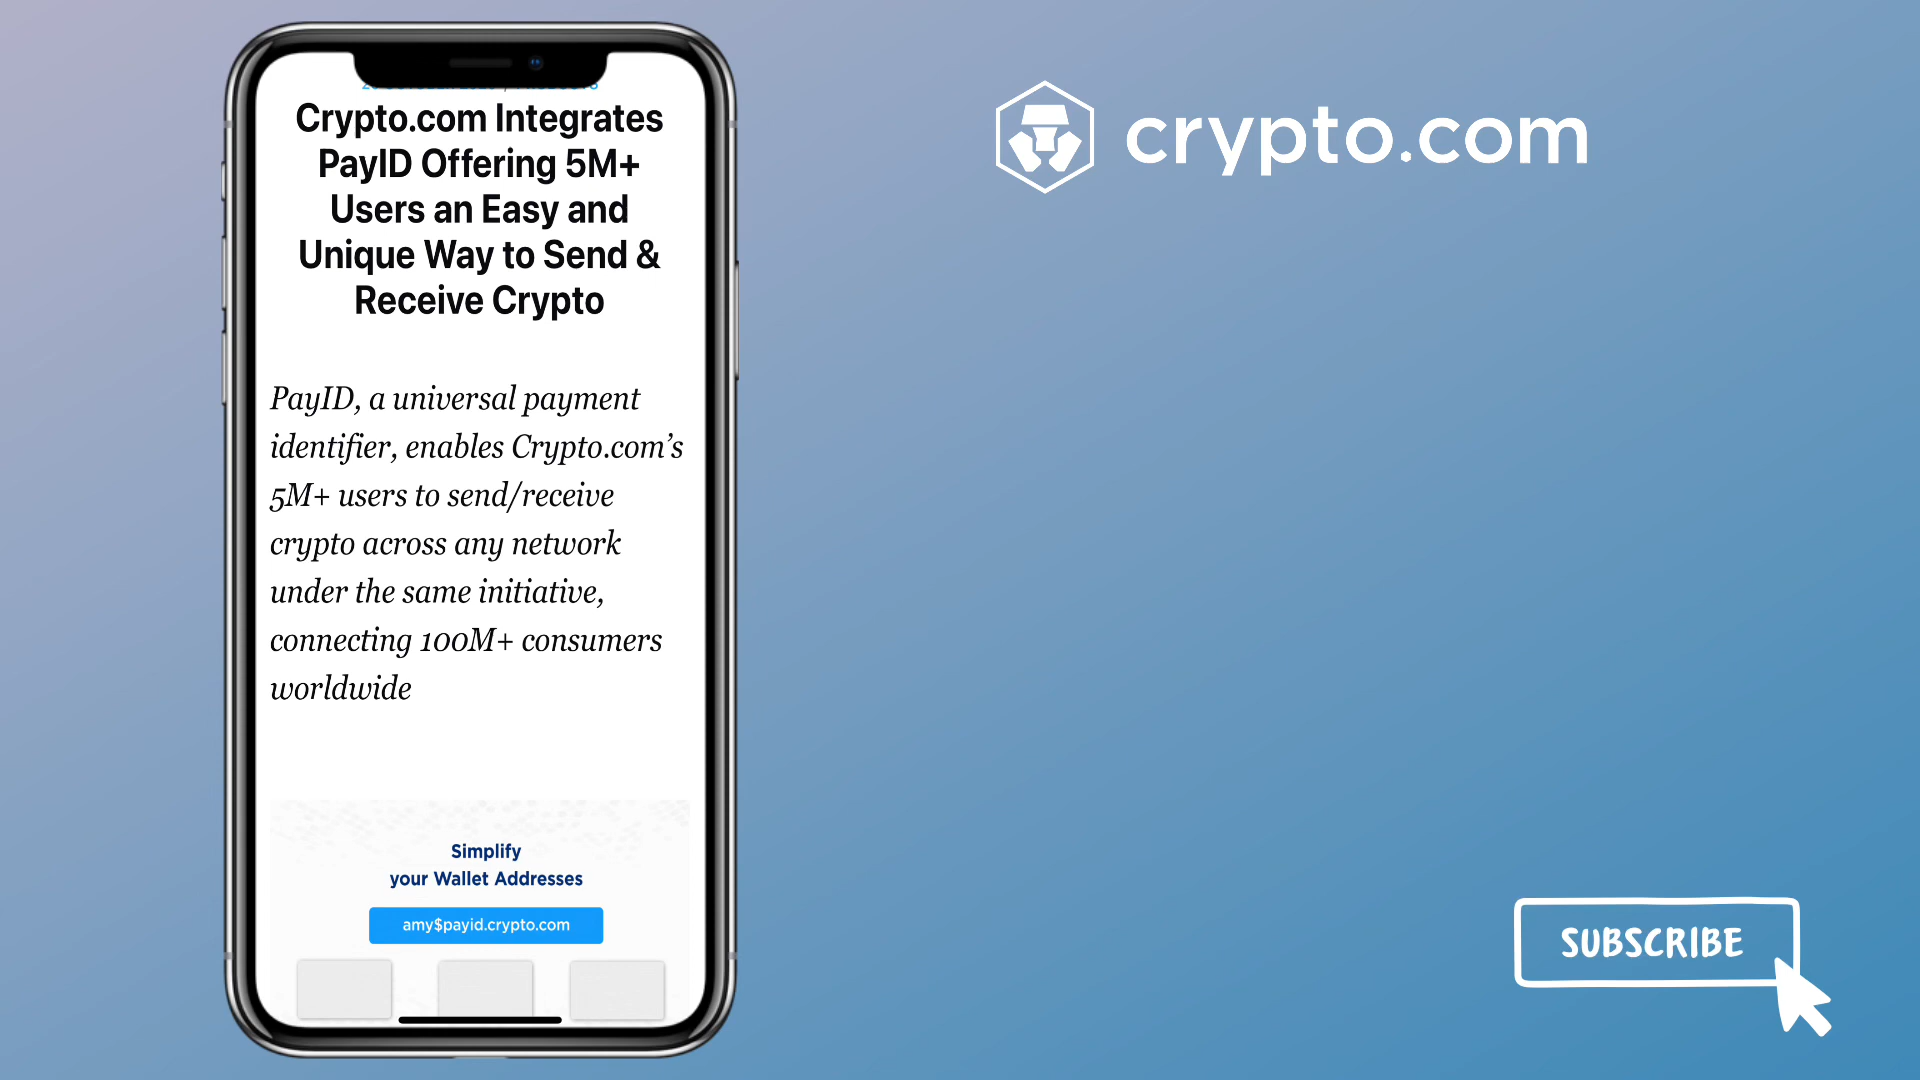 Crypto.com Integrates
PayID Offering 5M+
Users an Easy and
Unique Way to Send &
Receive Crypto
PayID, a universal payment
identifier, enables Crypto.com’s
5M+ users to send/receive
crypto across any network
under the same initiative,
connecting 100M+ consumers
worldwide
Simplify
your Wallet Addresses
amy$payid.crypto.com
crypto.com
SUBSCRIBE